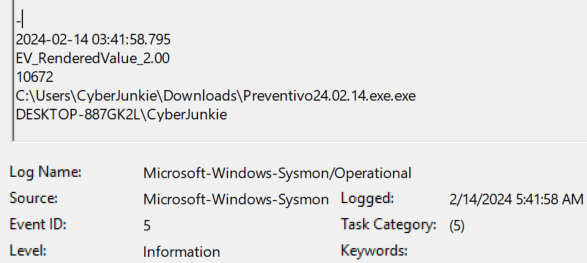 -
2024-02-14 03:41:58.795
EV_RenderedValue_2.00
10672
C:\Users\CyberJunkie\Downloads\Preventivo24.02.14.exe.exe
DESKTOP-887GK2L\CyberJunkie
Log Name: Microsoft-Windows-Sysmon/Operational
Source: Microsoft-Windows-Sysmon Logged: 2/14/2024 5:41:58 AM
Event ID: 5 Task Category: (5)
Level: Information Keywords: